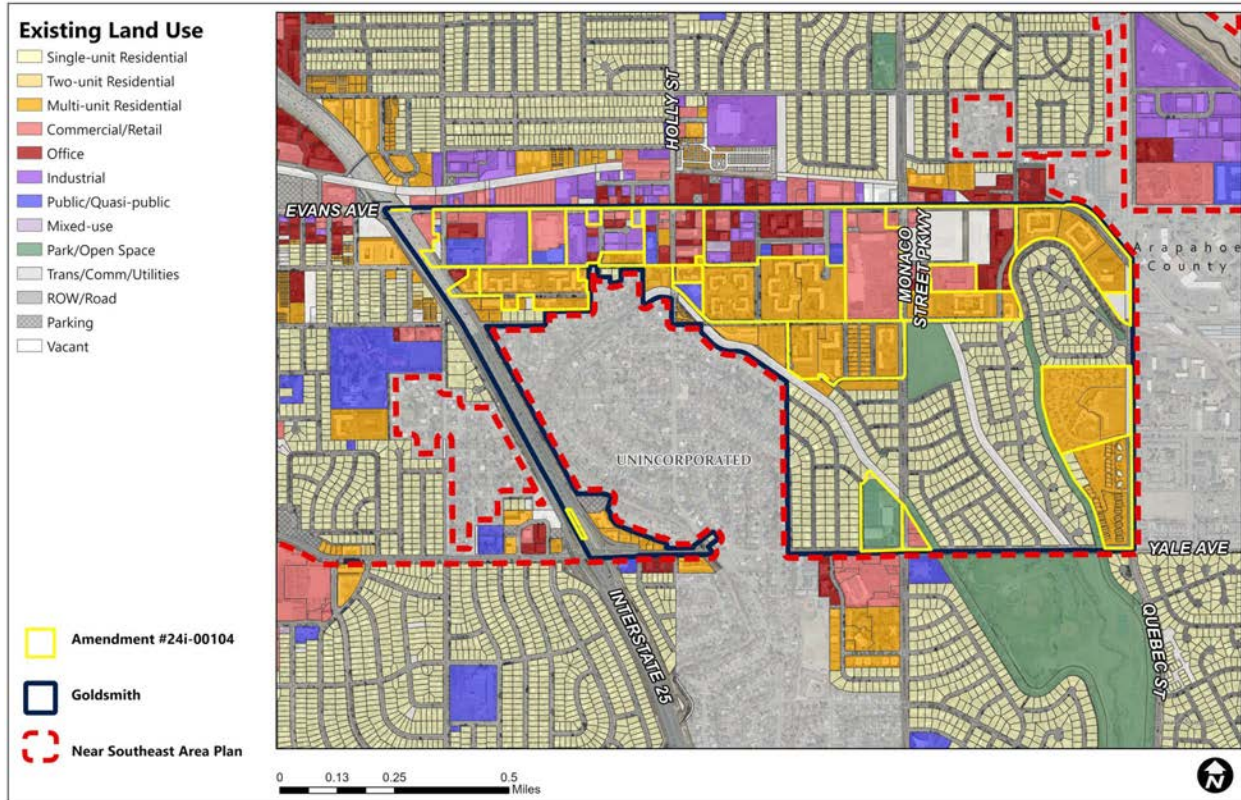 Existing Land Use
Single-unit Residential
Two-unit Residential
Multi-unit Residential
Commercial/Retail
Office
Industrial
Public/Quasi-public
Mixed-use
Park/Open Space
Trans/Comm/Utilities
ROW/Road
Parking
Vacant
Amendment #24i-00104
Goldsmith
Near Southeast Area Plan
HOLLY ST
EVANS AVE
MONACO
STREET PKWY
Arapahoe
County
UNINCORPORATED
YALE AVE
INTERSTATE 25
QUEBEC ST
0 0.13 0.25 0.5
Miles
N